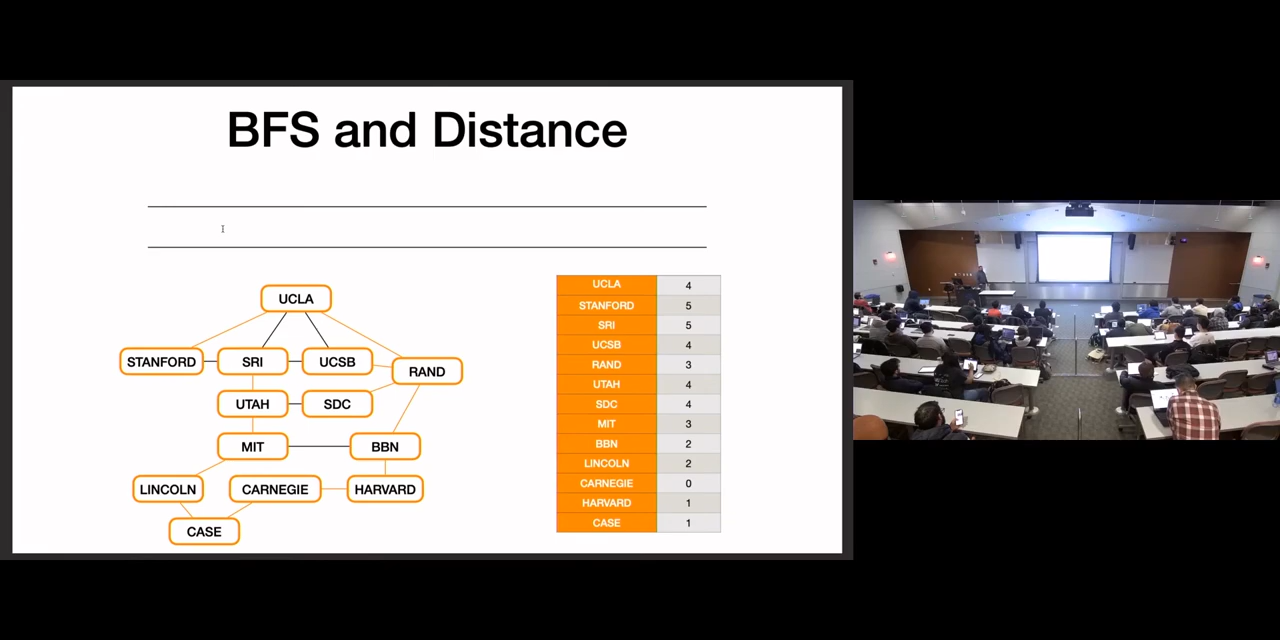 BFS and Distance
UCLA
STANFORD SRI UCSB RAND
UTAH SDC
MIT BBN
LINCOLN CARNEGIE HARVARD
CASE
UCLA 4
STANFORD 5
SRI 5
UCSB 4
RAND 3
UTAH 4
SDC 4
MIT 3
BBN 2
LINCOLN 2
CARNEGIE 0
HARVARD 1
CASE 1